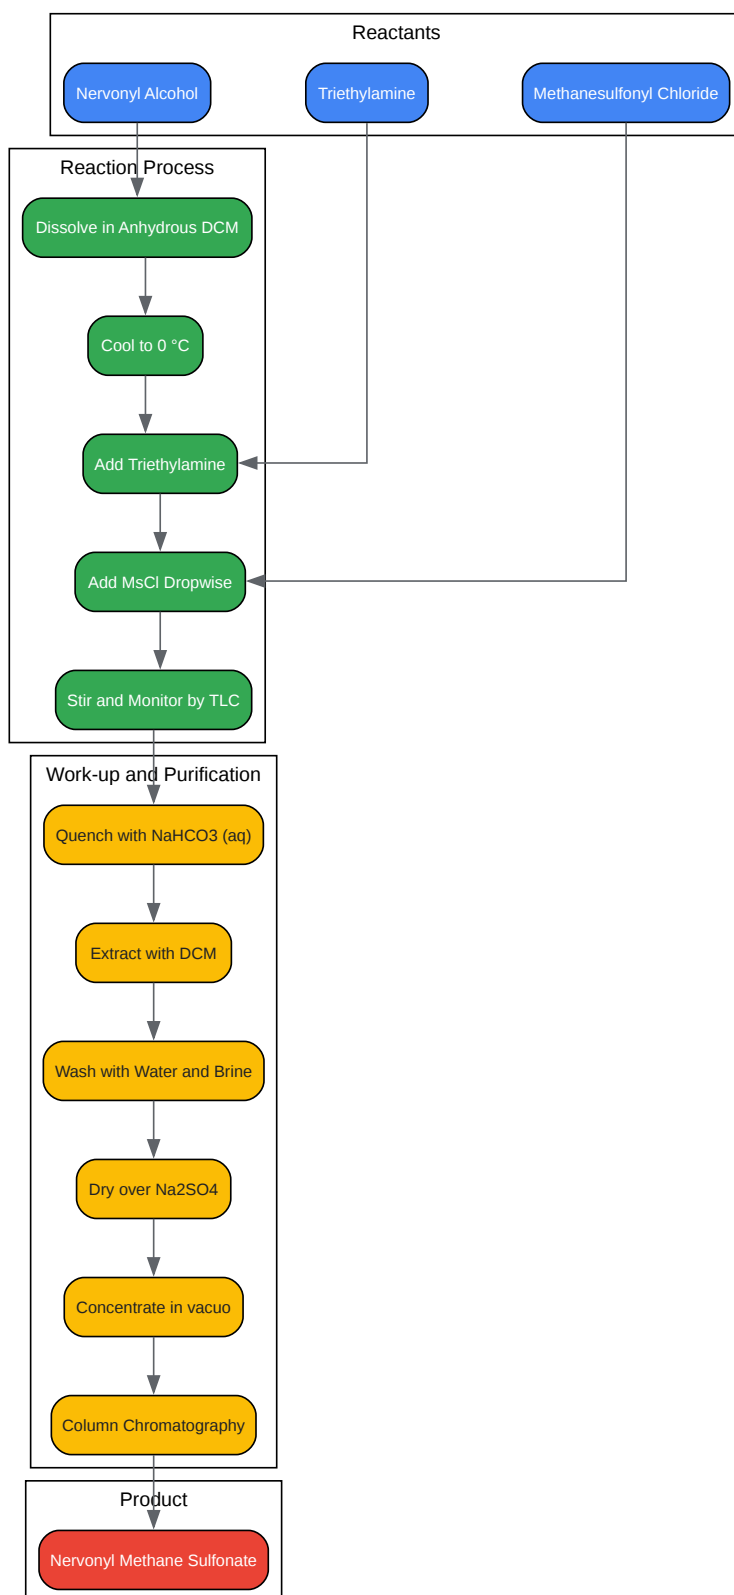 Reactants
Nervonyl Alcohol
Triethylamine
Methanesulfonyl Chloride
Reaction Process
Dissolve in Anhydrous DCM
Cool to 0 °C
Add Triethylamine
Add MsCl Dropwise
Stir and Monitor by TLC
Work-up and Purification
Quench with NaHCO3 (aq)
Extract with DCM
Wash with Water and Brine
Dry over Na2SO4
Concentrate in vacuo
Column Chromatography
Product
Nervonyl Methane Sulfonate